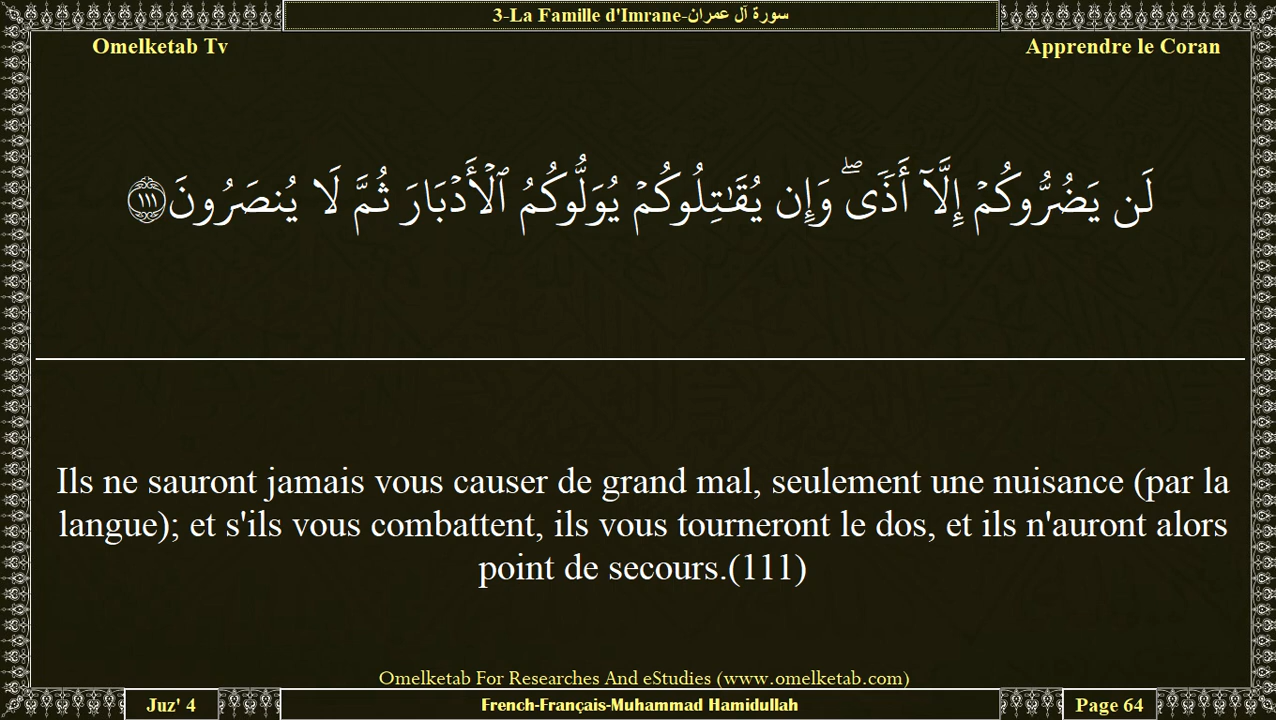 3-La Famille d'Imrane-سورة آل عمران
Omelketab Tv
Apprendre le Coran
لَن يَضُرُّوكُمۡ إِلَّآ أَذٗىۖ وَإِن يُقَٰتِلُوكُمۡ يُوَلُّوكُمُ ٱلۡأَدۡبَارَ ثُمَّ لَا يُنصَرُونَ ١١١
Ils ne sauront jamais vous causer de grand mal, seulement une nuisance (par la
langue); et s'ils vous combattent, ils vous tourneront le dos, et ils n'auront alors
point de secours.(111)
Omelketab For Researches And eStudies (www.omelketab.com)
Juz' 4
French-Français-Muhammad Hamidullah
Page 64